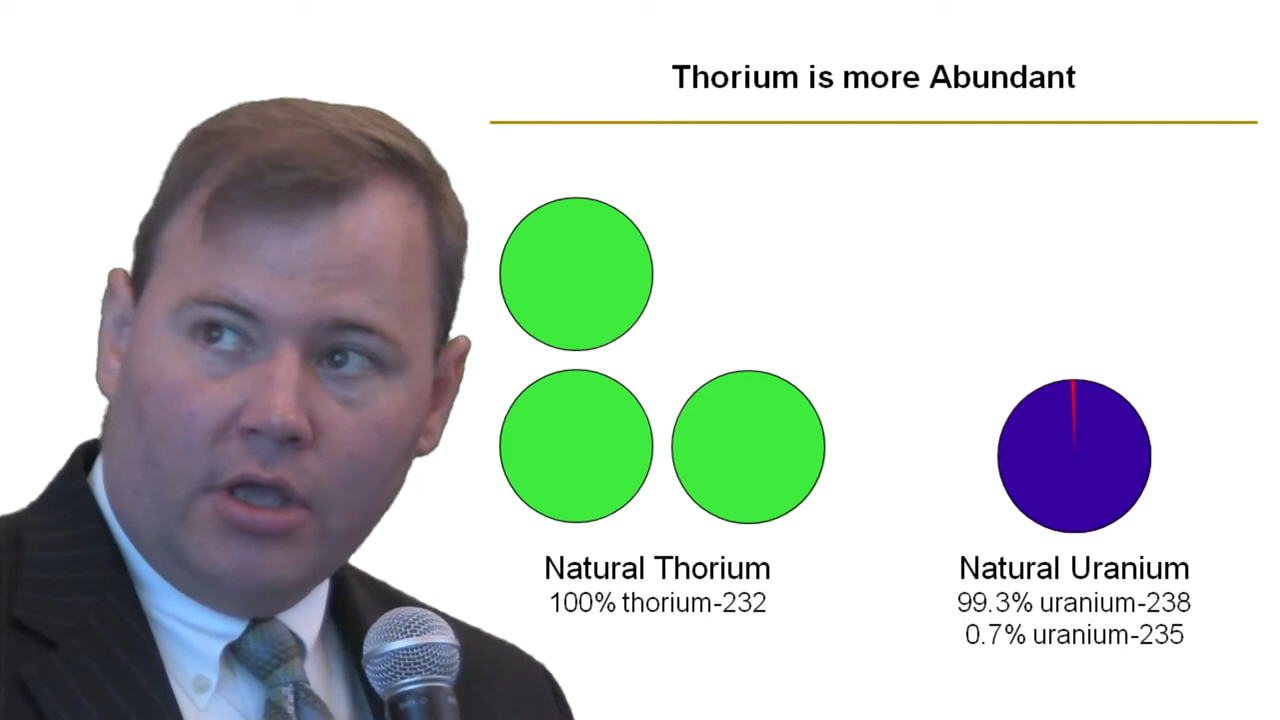 Thorium is more Abundant
Natural Thorium
100% thorium-232
Natural Uranium
99.3% uranium-238
0.7% uranium-235